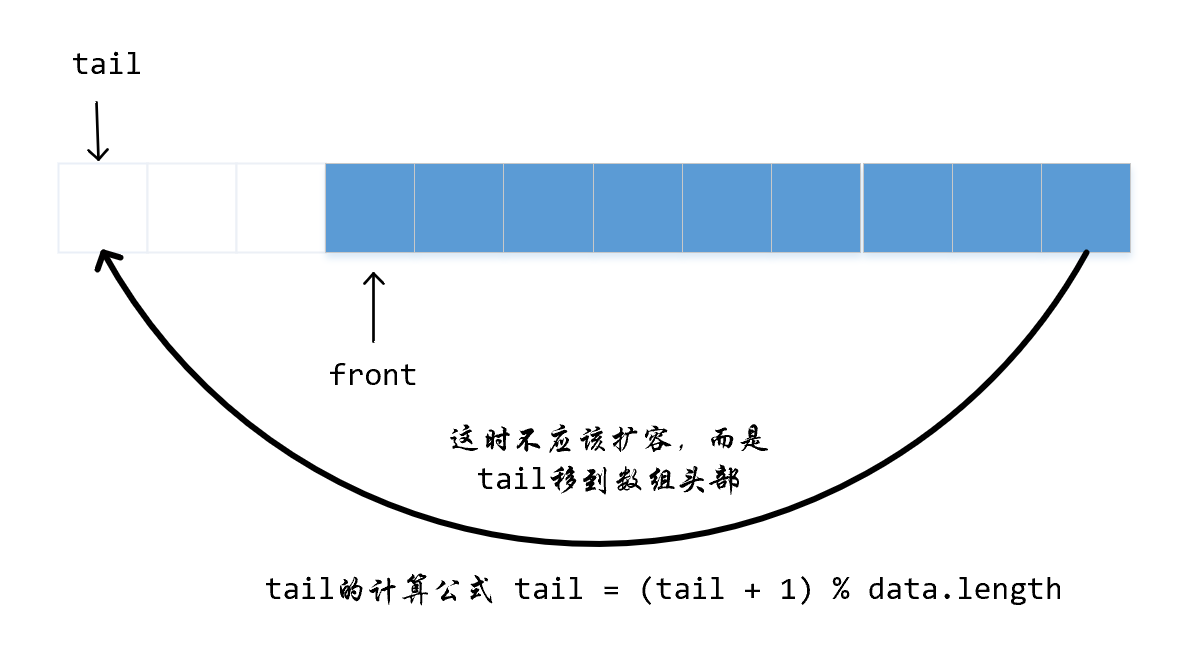 tail
front
这时不应该扩容，而是
tail移到数组头部
tail的计算公式 tail = (tail + 1) % data.length